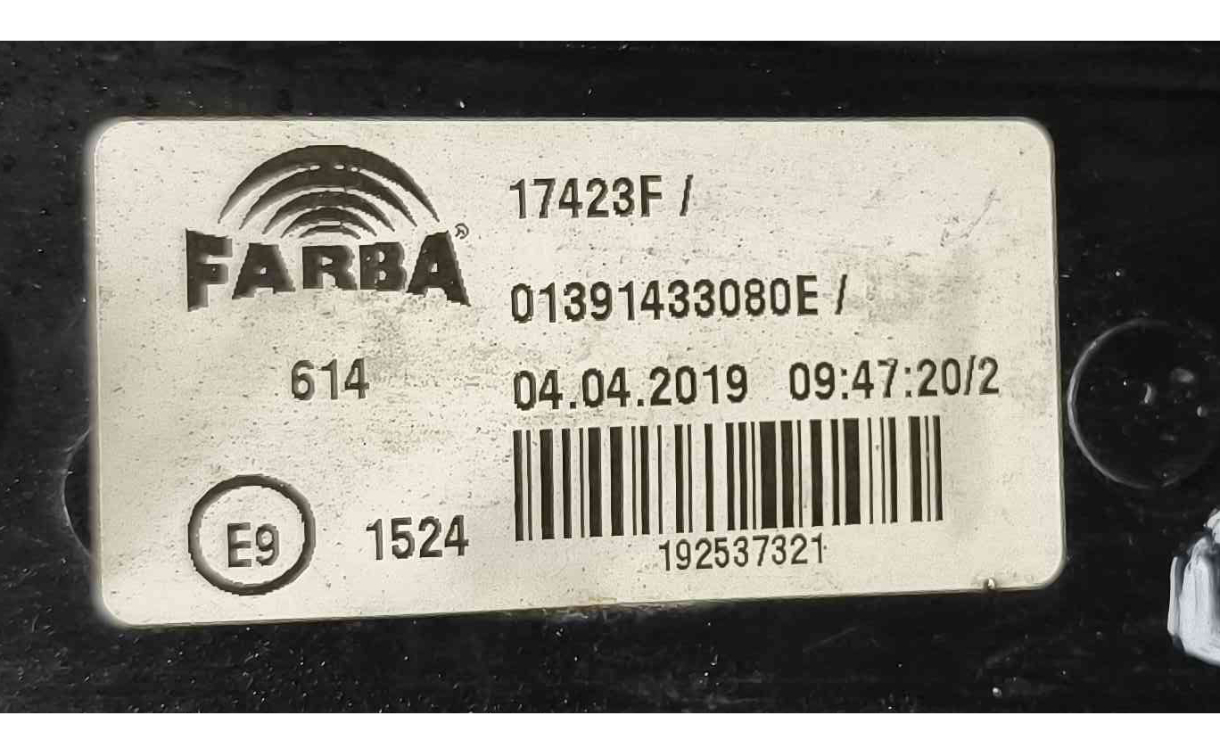 FARBA®
17423F /
01391433080E /
614
04.04.2019 09:47:20/2
E9
1524
192537321